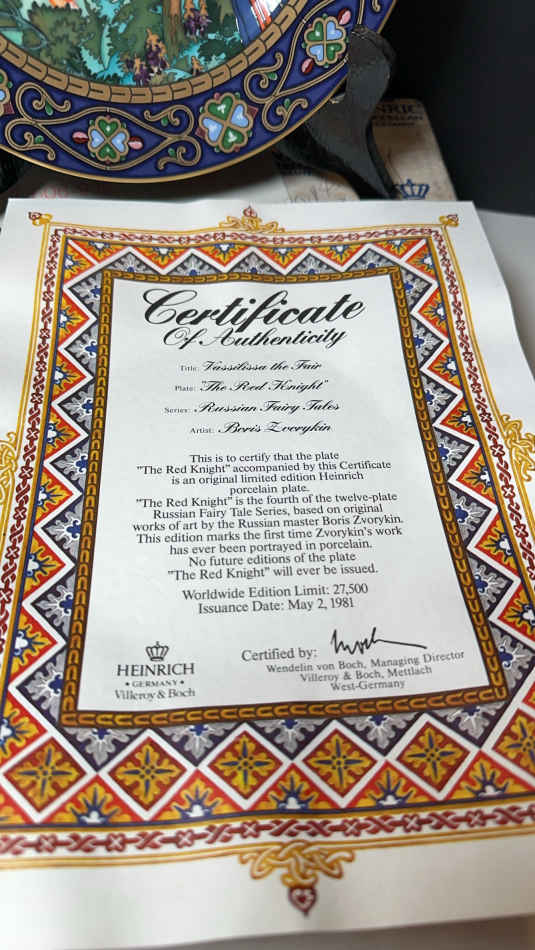 Certificate
Of Authenticity
Title: Vassilissa the Fair
Plate: "The Red Knight"
Series: Russian Fairy Tales
Artist: Boris Zvorykin
This is to certify that the plate
"The Red Knight" accompanied by this Certificate
is an original limited edition Heinrich
porcelain plate.
"The Red Knight" is the fourth of the twelve-plate
Russian Fairy Tale Series, based on original
works of art by the Russian master Boris Zvorykin.
This edition marks the first time Zvorykin's work
has ever been portrayed in porcelain.
No future editions of the plate
"The Red Knight" will ever be issued.
Worldwide Edition Limit: 27,500
Issuance Date: May 2, 1981
HEINRICH
• GERMANY •
Villeroy & Boch
Certified by:
Wendelin von Boch, Managing Director
Villeroy & Boch, Mettlach
West-Germany